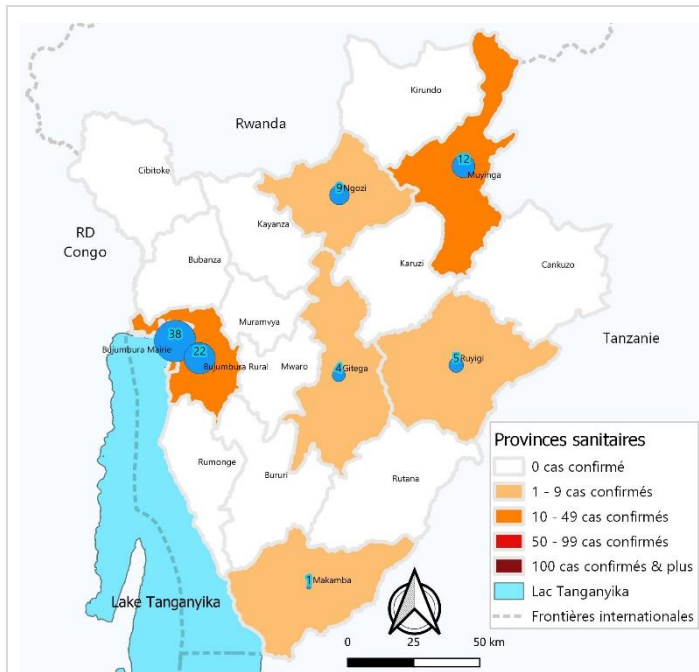 Kirundo
Rwanda
12
Muyinga
9 Ngozi
Cibitoke
Kayanza
RD
Congo
Karuzi
Cankuzo
Bubanza
Muramvya
38
Tanzanie
Bujumbura Mairie
22
Bujumbura Rural
Mwaro
4 Gitega
5 Ruyigi
Provinces sanitaires
0 cas confirmé
1 - 9 cas confirmés
10 - 49 cas confirmés
50 - 99 cas confirmés
100 cas confirmés & plus
Lac Tanganyika
Frontières internationales
Rumonge
Bururi
Rutana
1 Makamba
Lake Tanganyika
0 25 50 km